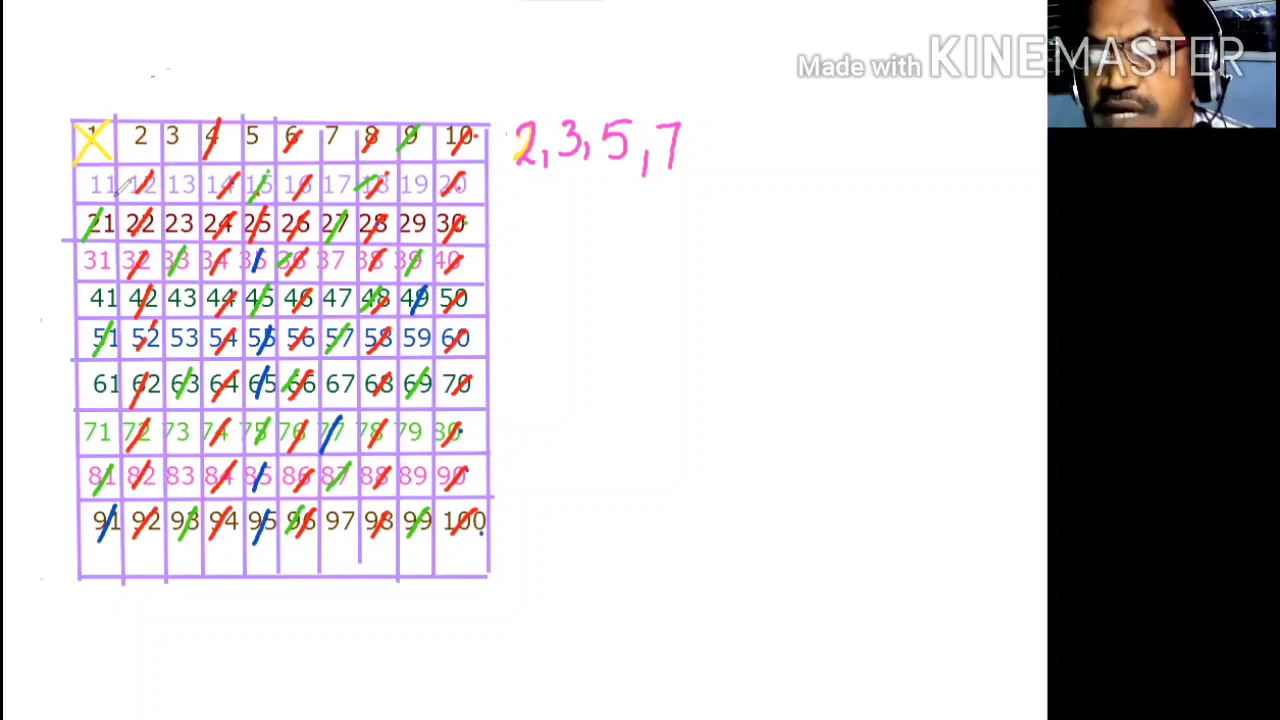 Made with KINEMASTER
1 2 3 4 5 6 7 8 9 10
2, 3, 5, 7
11 12 13 14 15 16 17 18 19 20
21 22 23 24 25 26 27 28 29 30
31 32 33 34 35 36 37 38 39 40
41 42 43 44 45 46 47 48 49 50
51 52 53 54 55 56 57 58 59 60
61 62 63 64 65 66 67 68 69 70
71 72 73 74 75 76 77 78 79 80
81 82 83 84 85 86 87 88 89 90
91 92 93 94 95 96 97 98 99 100